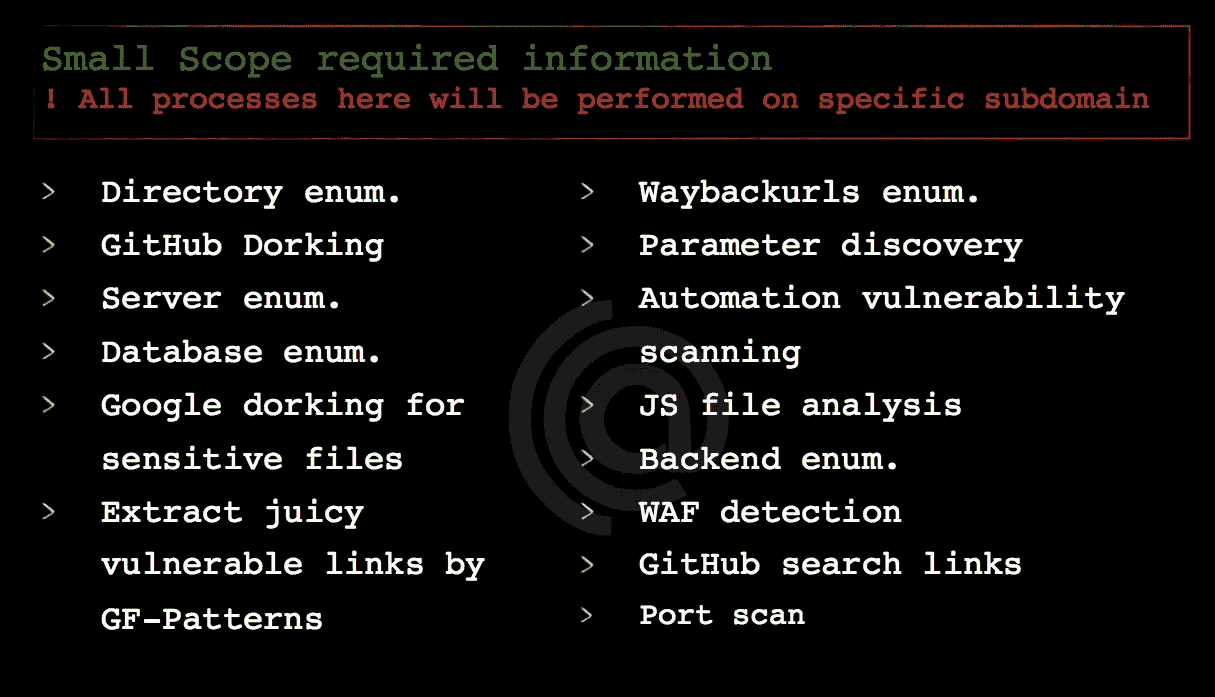 Small Scope required information
! All processes here will be performed on specific subdomain
> Directory enum.
> GitHub Dorking
> Server enum.
> Database enum.
> Google dorking for
sensitive files
> Extract juicy
vulnerable links by
GF-Patterns
> Waybackurls enum.
> Parameter discovery
> Automation vulnerability
scanning
> JS file analysis
> Backend enum.
> WAF detection
> GitHub search links
> Port scan